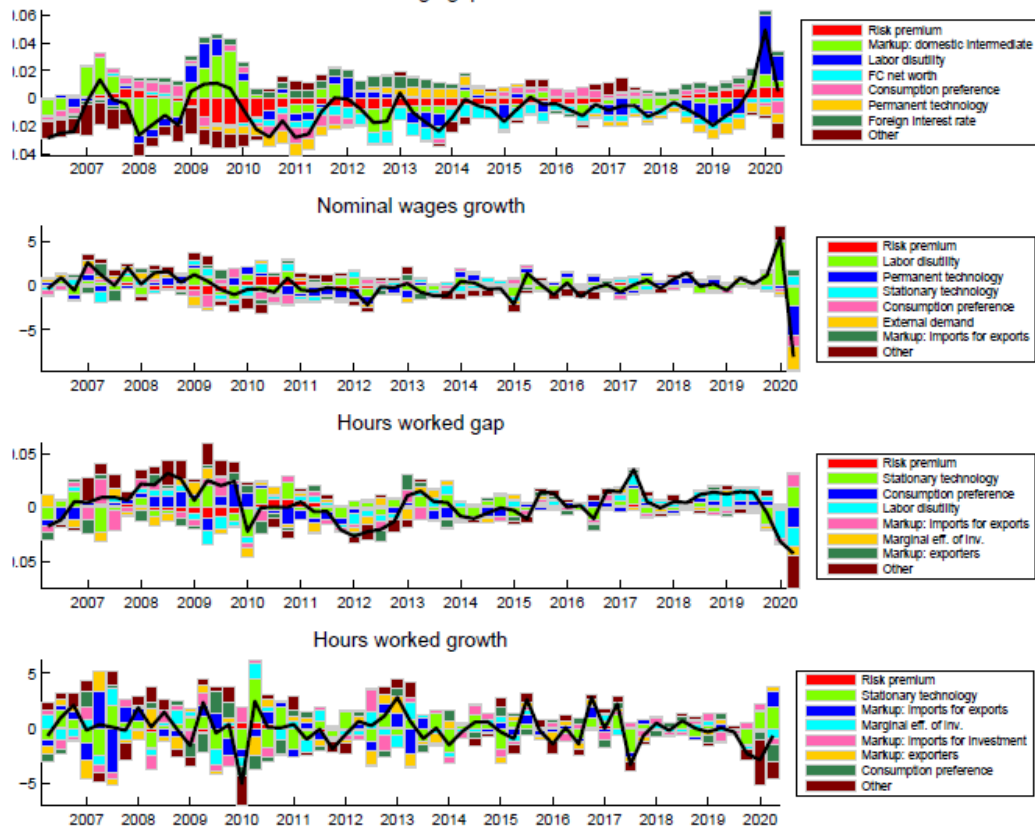 0.06
0.04
0.02
0
0.02
0.04
2007 2008 2009 2010 2011 2012 2013 2014 2015 2016 2017 2018 2019 2020
Risk premium
Markup: domestic intermediate
Labor disutility
FC net worth
Consumption preference
Permanent technology
Foreign interest rate
Other
Nominal wages growth
5
0
−5
2007 2008 2009 2010 2011 2012 2013 2014 2015 2016 2017 2018 2019 2020
Risk premium
Labor disutility
Permanent technology
Stationary technology
Consumption preference
External demand
Markup: Imports for exports
Other
Hours worked gap
0.05
0
0.05
2007 2008 2009 2010 2011 2012 2013 2014 2015 2016 2017 2018 2019 2020
Risk premium
Stationary technology
Consumption preference
Labor disutility
Markup: Imports for exports
Marginal eff. of inv.
Markup: exporters
Other
Hours worked growth
5
0
−5
2007 2008 2009 2010 2011 2012 2013 2014 2015 2016 2017 2018 2019 2020
Risk premium
Stationary technology
Markup: Imports for exports
Marginal eff. of inv.
Markup: Imports for Investment
Markup: exporters
Consumption preference
Other